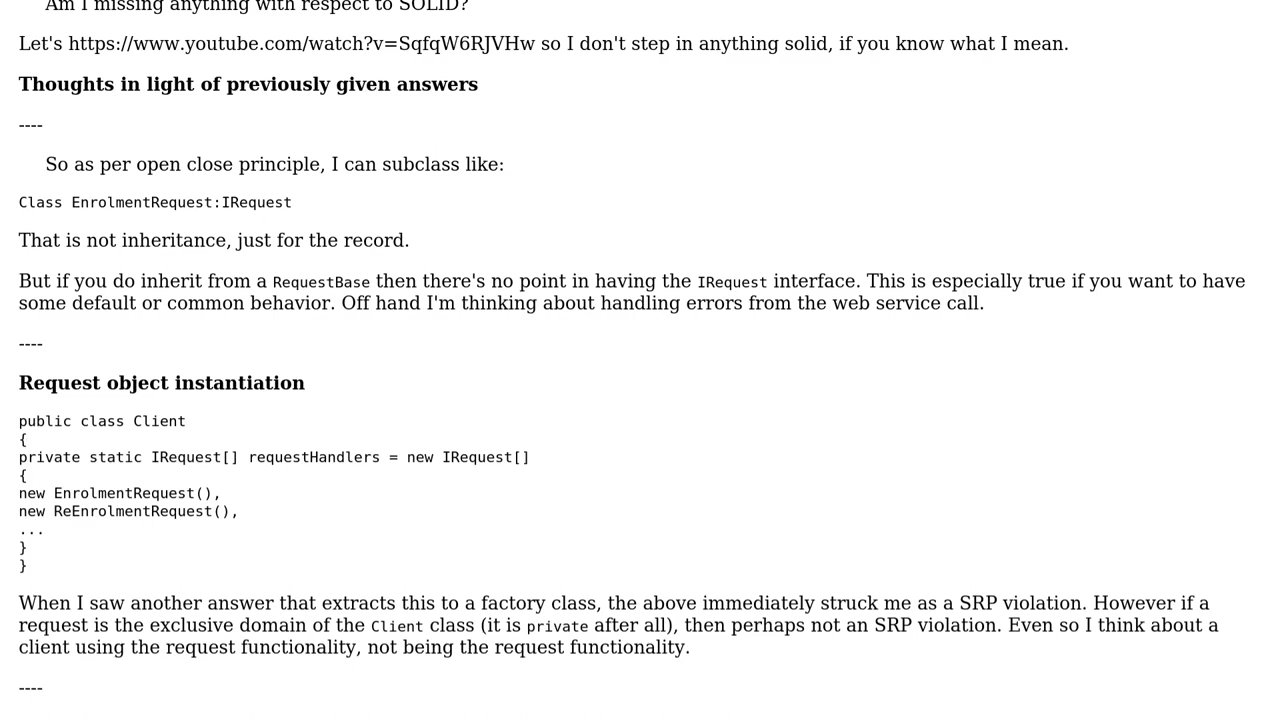 Am I missing anything with respect to SOLID?
Let's https://www.youtube.com/watch?v=SqfqW6RJVHw so I don't step in anything solid, if you know what I mean.
Thoughts in light of previously given answers
----
So as per open close principle, I can subclass like:
Class EnrolmentRequest:IRequest
That is not inheritance, just for the record.
But if you do inherit from a RequestBase then there's no point in having the IRequest interface. This is especially true if you want to have
some default or common behavior. Off hand I'm thinking about handling errors from the web service call.
----
Request object instantiation
public class Client
{
private static IRequest[] requestHandlers = new IRequest[]
{
new EnrolmentRequest(),
new ReEnrolmentRequest(),
...
}
}
When I saw another answer that extracts this to a factory class, the above immediately struck me as a SRP violation. However if a
request is the exclusive domain of the Client class (it is private after all), then perhaps not an SRP violation. Even so I think about a
client using the request functionality, not being the request functionality.
----